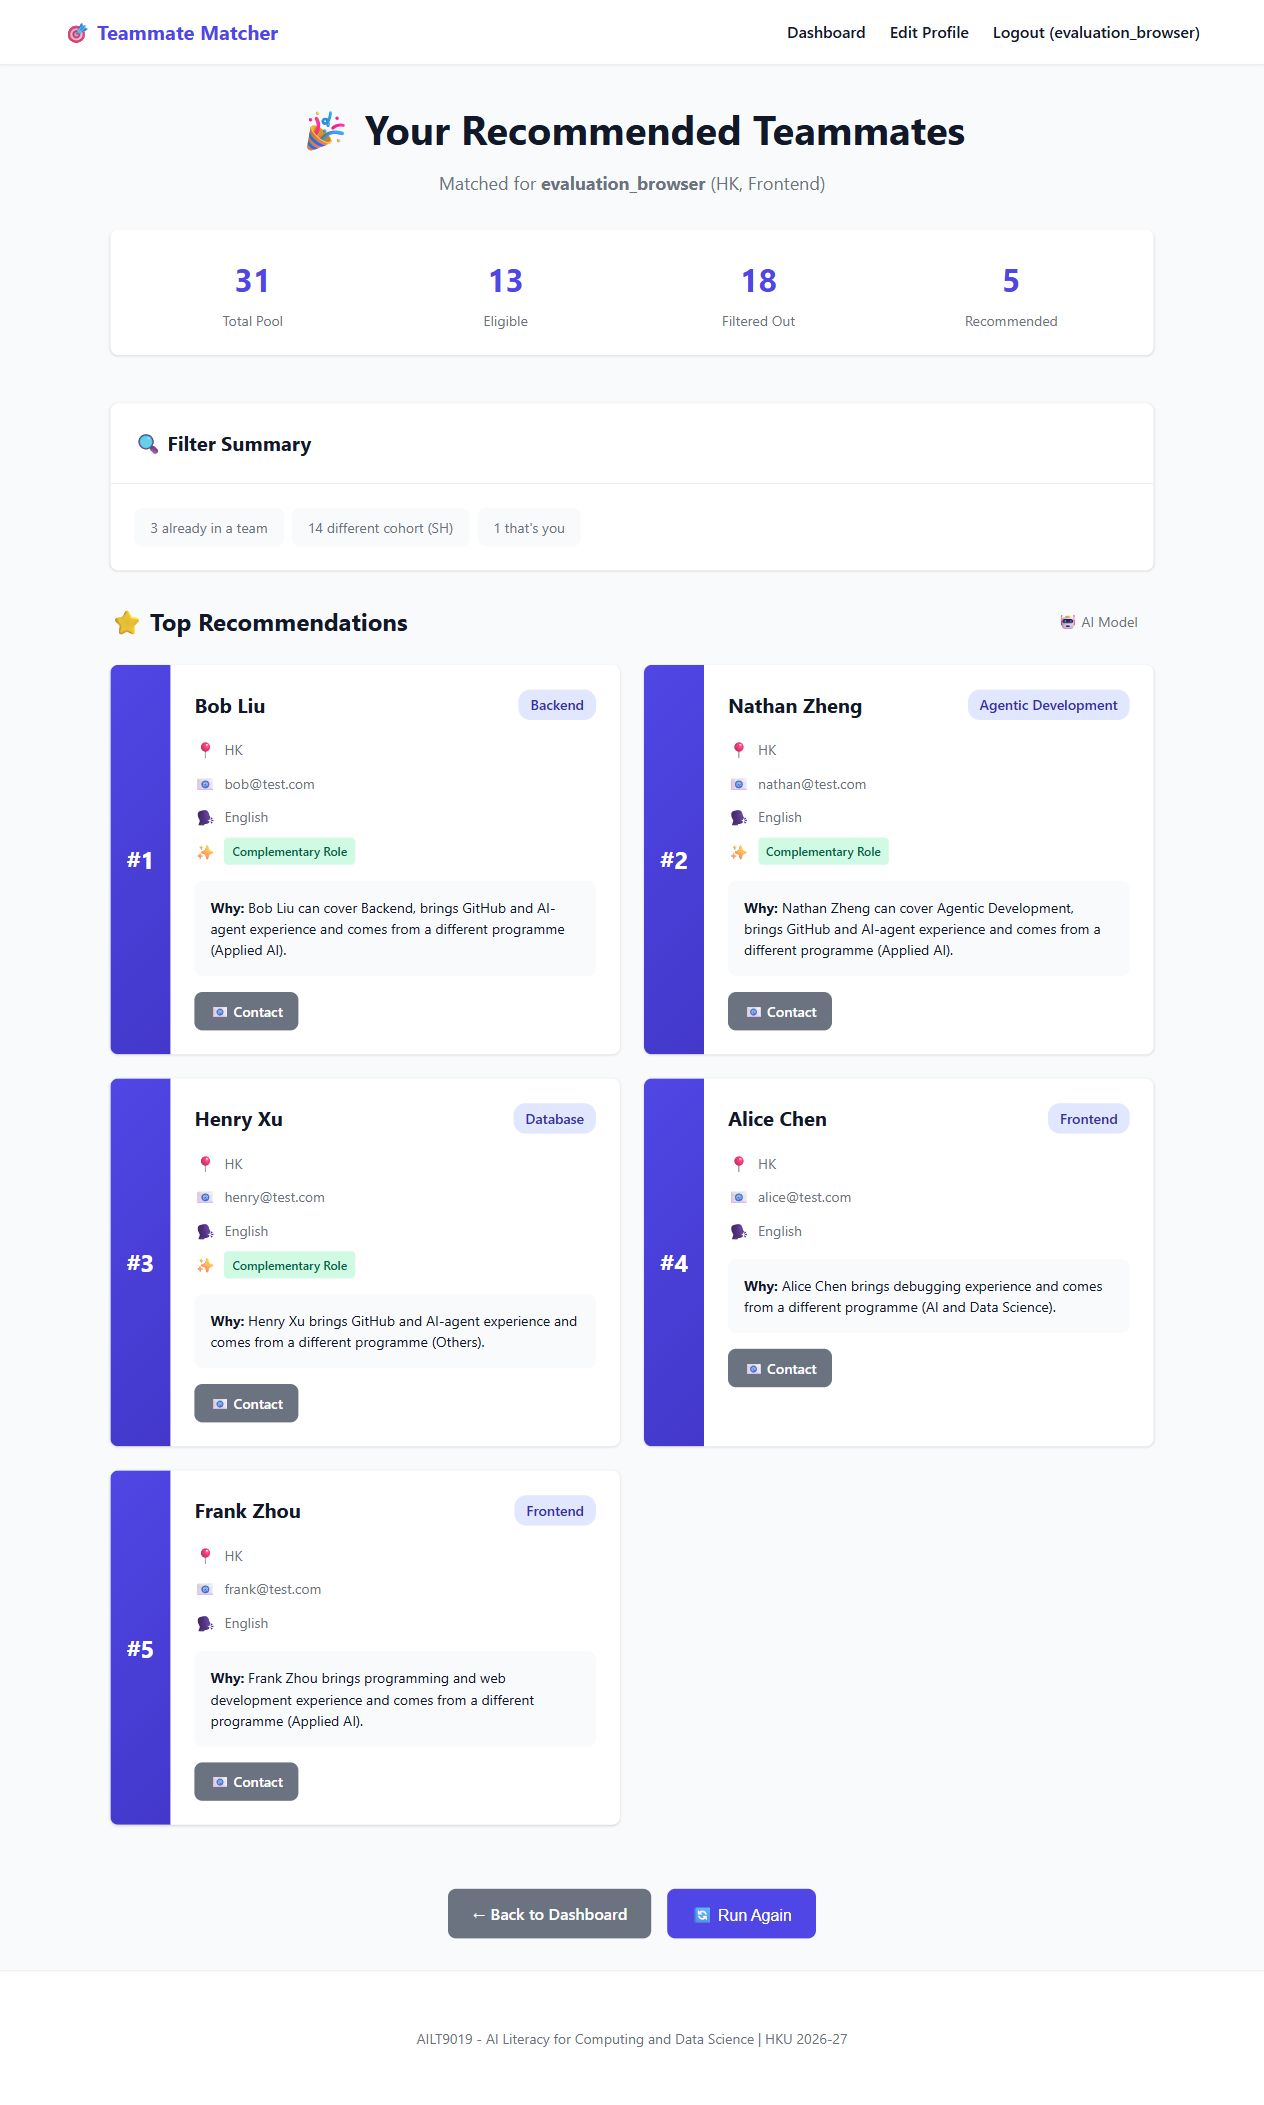 Teammate Matcher
Dashboard
Edit Profile
Logout (evaluation_browser)
Your Recommended Teammates
Matched for evaluation_browser (HK, Frontend)
31
Total Pool
13
Eligible
18
Filtered Out
5
Recommended
Filter Summary
3 already in a team
14 different cohort (SH)
1 that's you
Top Recommendations
AI Model
#1
Bob Liu
Backend
HK
bob@test.com
English
Complementary Role
Why: Bob Liu can cover Backend, brings GitHub and AI-
agent experience and comes from a different programme
(Applied AI).
Contact
#2
Nathan Zheng
Agentic Development
HK
nathan@test.com
English
Complementary Role
Why: Nathan Zheng can cover Agentic Development,
brings GitHub and AI-agent experience and comes from a
different programme (Applied AI).
Contact
#3
Henry Xu
Database
HK
henry@test.com
English
Complementary Role
Why: Henry Xu brings GitHub and AI-agent experience and
comes from a different programme (Others).
Contact
#4
Alice Chen
Frontend
HK
alice@test.com
English
Why: Alice Chen brings debugging experience and comes
from a different programme (AI and Data Science).
Contact
#5
Frank Zhou
Frontend
HK
frank@test.com
English
Why: Frank Zhou brings programming and web
development experience and comes from a different
programme (Applied AI).
Contact
← Back to Dashboard
Run Again
AILT9019 - AI Literacy for Computing and Data Science | HKU 2026-27